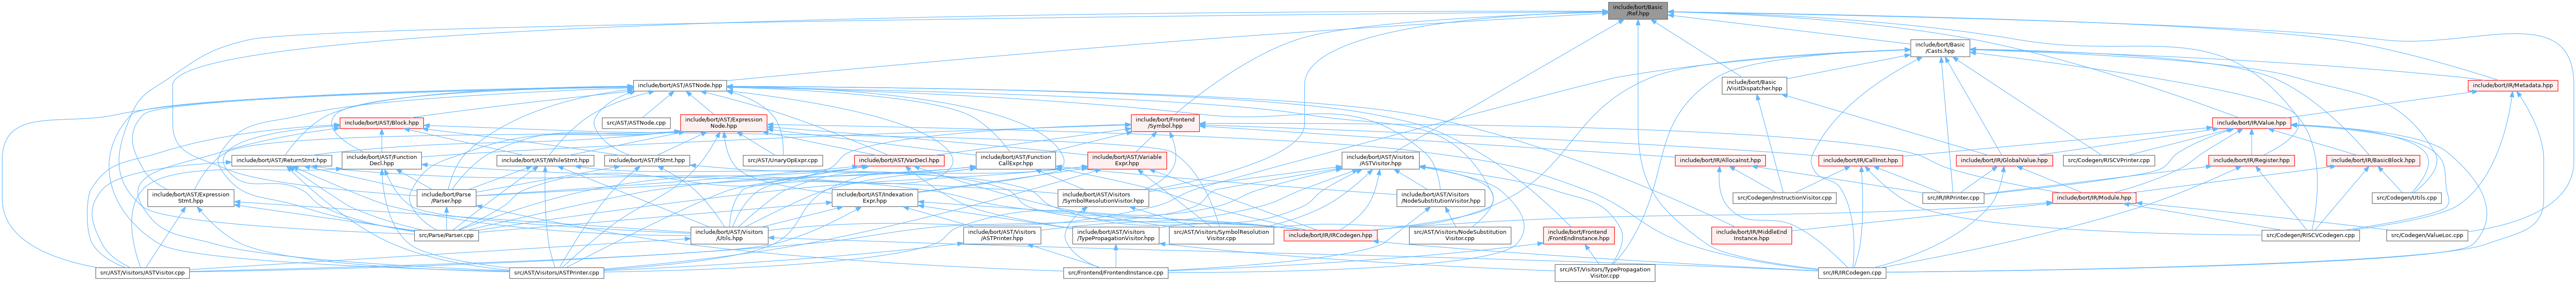 include/bort/Basic
/Ref.hpp
include/bort/Basic
/Casts.hpp
include/bort/AST/ASTNode.hpp
include/bort/Basic
/VisitDispatcher.hpp
include/bort/IR/Metadata.hpp
include/bort/AST/Block.hpp
src/AST/ASTNode.cpp
include/bort/AST/Expression
Node.hpp
include/bort/Frontend
/Symbol.hpp
include/bort/IR/Value.hpp
include/bort/AST/ReturnStmt.hpp
include/bort/AST/Function
Decl.hpp
include/bort/AST/WhileStmt.hpp
include/bort/AST/IfStmt.hpp
src/AST/UnaryOpExpr.cpp
include/bort/AST/VarDecl.hpp
include/bort/AST/Function
CallExpr.hpp
include/bort/AST/Variable
Expr.hpp
include/bort/AST/Visitors
/ASTVisitor.hpp
include/bort/IR/AllocaInst.hpp
include/bort/IR/CallInst.hpp
include/bort/IR/GlobalValue.hpp
src/Codegen/RISCVPrinter.cpp
include/bort/IR/Register.hpp
include/bort/IR/BasicBlock.hpp
include/bort/AST/Expression
Stmt.hpp
include/bort/Parse
/Parser.hpp
include/bort/AST/Indexation
Expr.hpp
include/bort/AST/Visitors
/SymbolResolutionVisitor.hpp
include/bort/AST/Visitors
/NodeSubstitutionVisitor.hpp
src/Codegen/InstructionVisitor.cpp
src/IR/IRPrinter.cpp
include/bort/IR/Module.hpp
src/Codegen/Utils.cpp
src/Parse/Parser.cpp
include/bort/AST/Visitors
/Utils.hpp
include/bort/AST/Visitors
/ASTPrinter.hpp
include/bort/AST/Visitors
/TypePropagationVisitor.hpp
src/AST/Visitors/SymbolResolution
Visitor.cpp
include/bort/IR/IRCodegen.hpp
src/AST/Visitors/NodeSubstitution
Visitor.cpp
include/bort/Frontend
/FrontEndInstance.hpp
include/bort/IR/MiddleEnd
Instance.hpp
src/Codegen/RISCVCodegen.cpp
src/Codegen/ValueLoc.cpp
src/AST/Visitors/ASTVisitor.cpp
src/AST/Visitors/ASTPrinter.cpp
src/Frontend/FrontendInstance.cpp
src/AST/Visitors/TypePropagation
Visitor.cpp
src/IR/IRCodegen.cpp